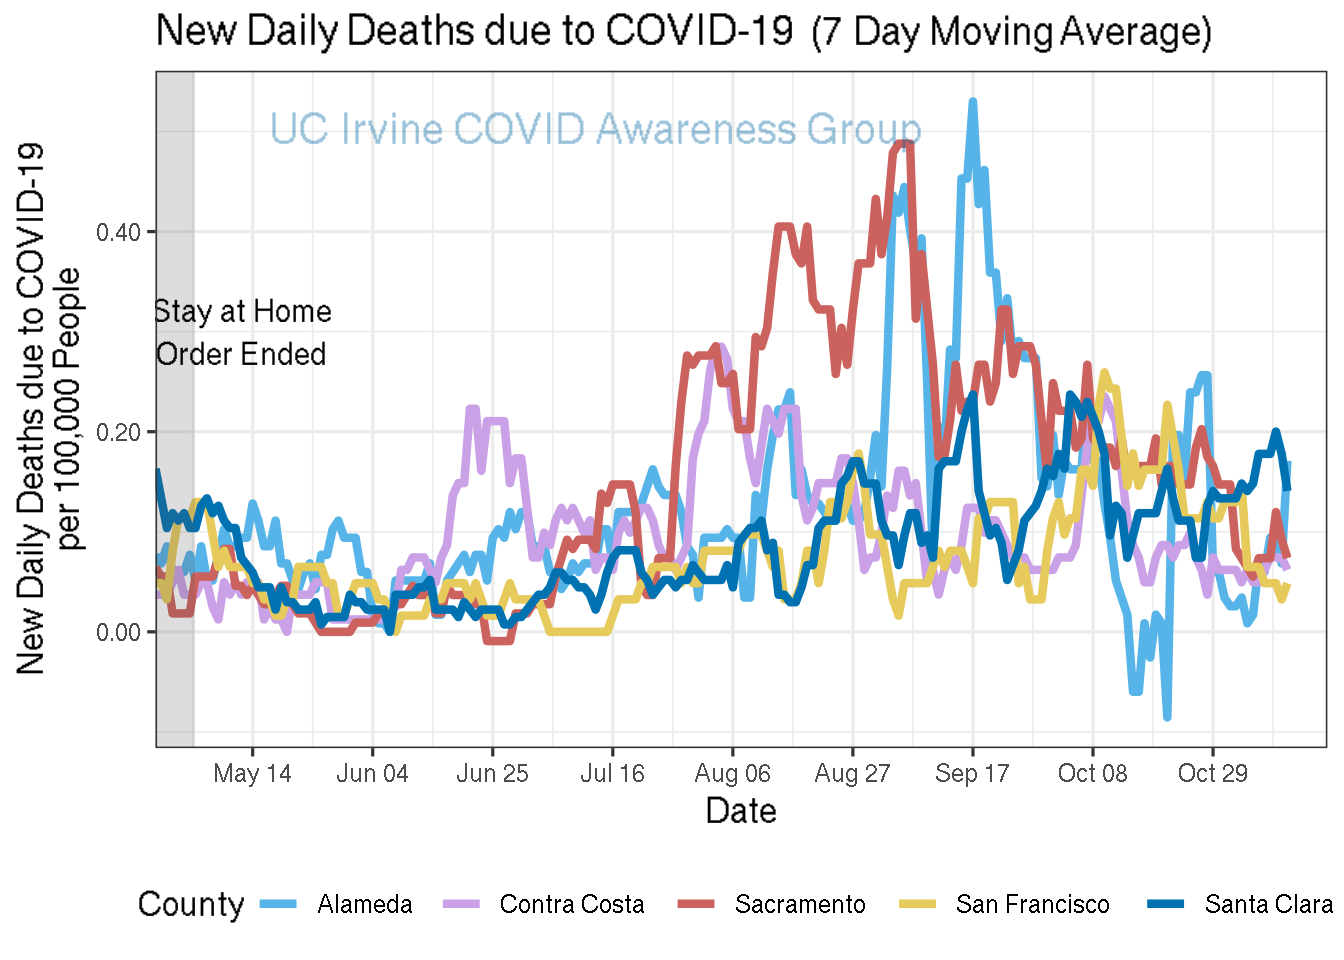 New Daily Deaths due to COVID-19 (7 Day Moving Average)
UC Irvine COVID Awareness Group
New Daily Deaths due to COVID-19
per 100,000 People
0.40
0.20
0.00
Stay at Home
Order Ended
May 14
Jun 04
Jun 25
Jul 16
Aug 06
Aug 27
Sep 17
Oct 08
Oct 29
Date
County
Alameda
Contra Costa
Sacramento
San Francisco
Santa Clara